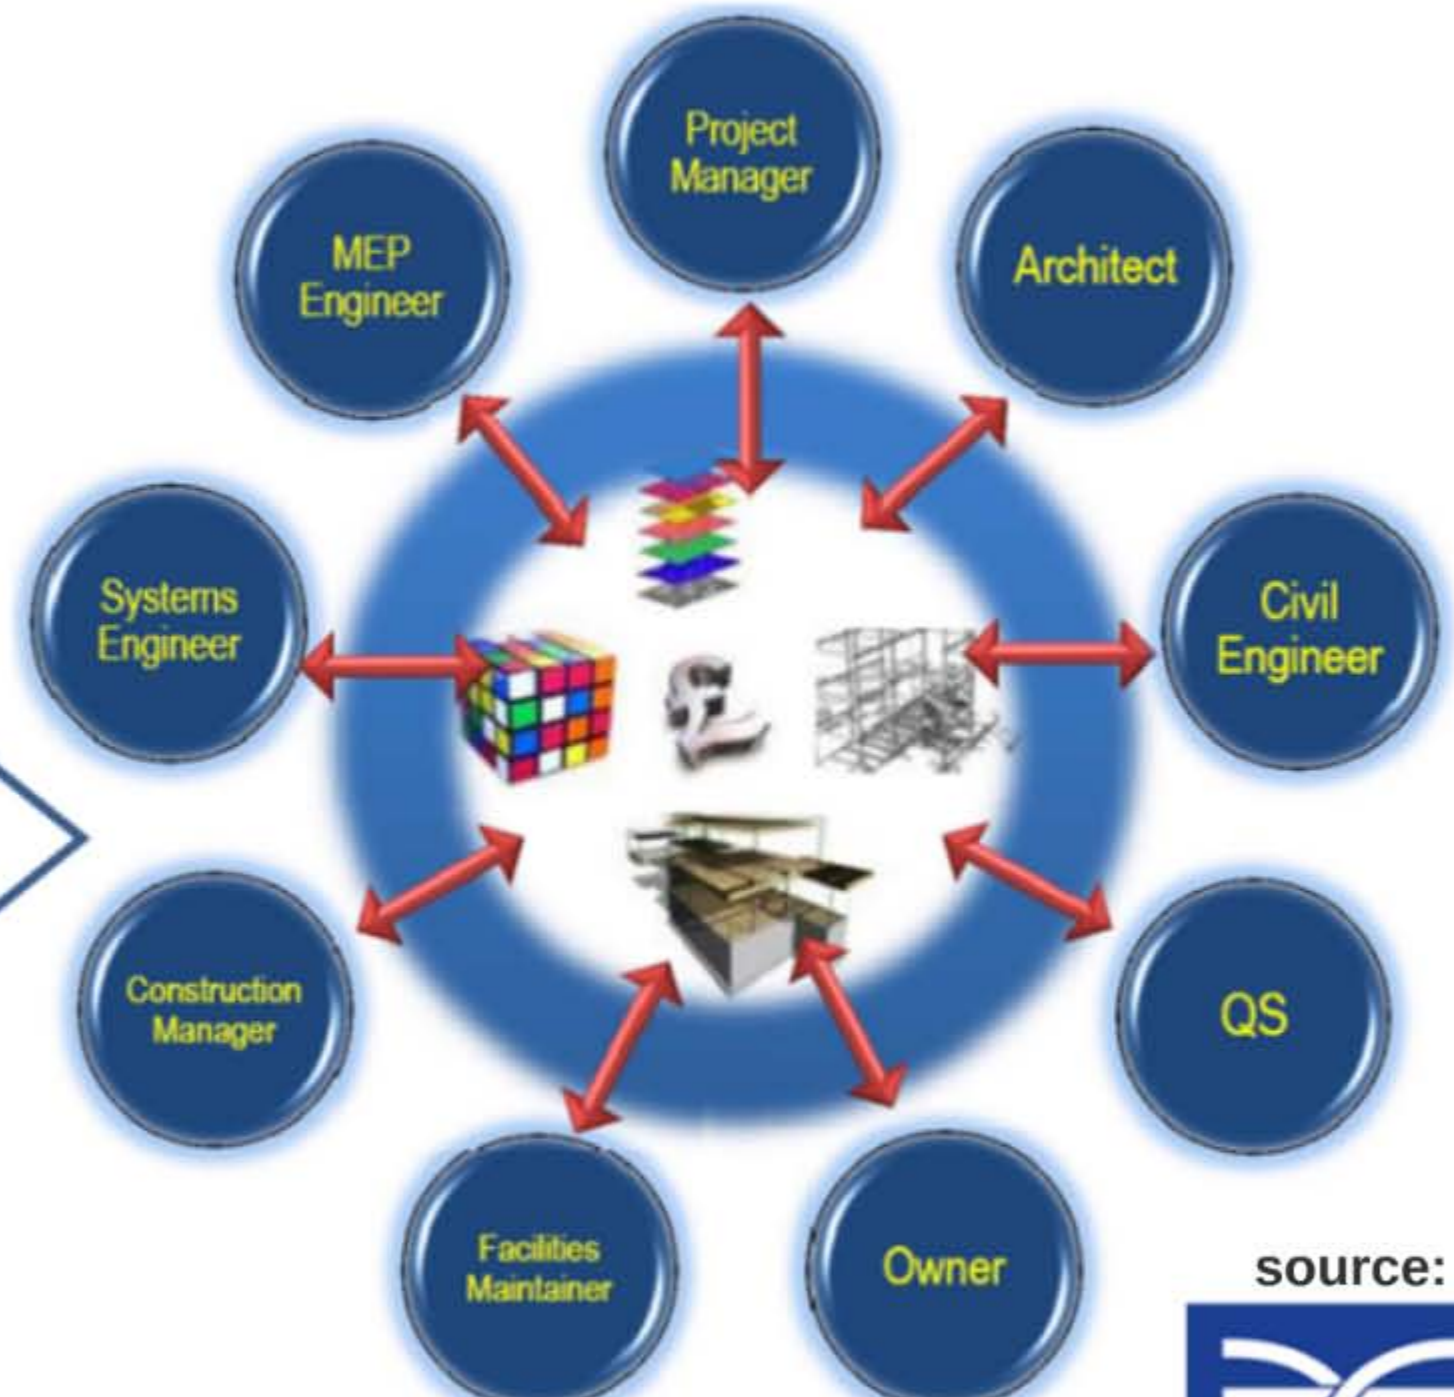 Project
Manager
MEP
Engineer
Architect
Systems
Engineer
Civil
Engineer
Construction
Manager
QS
Facilities
Maintainer
Owner
source: